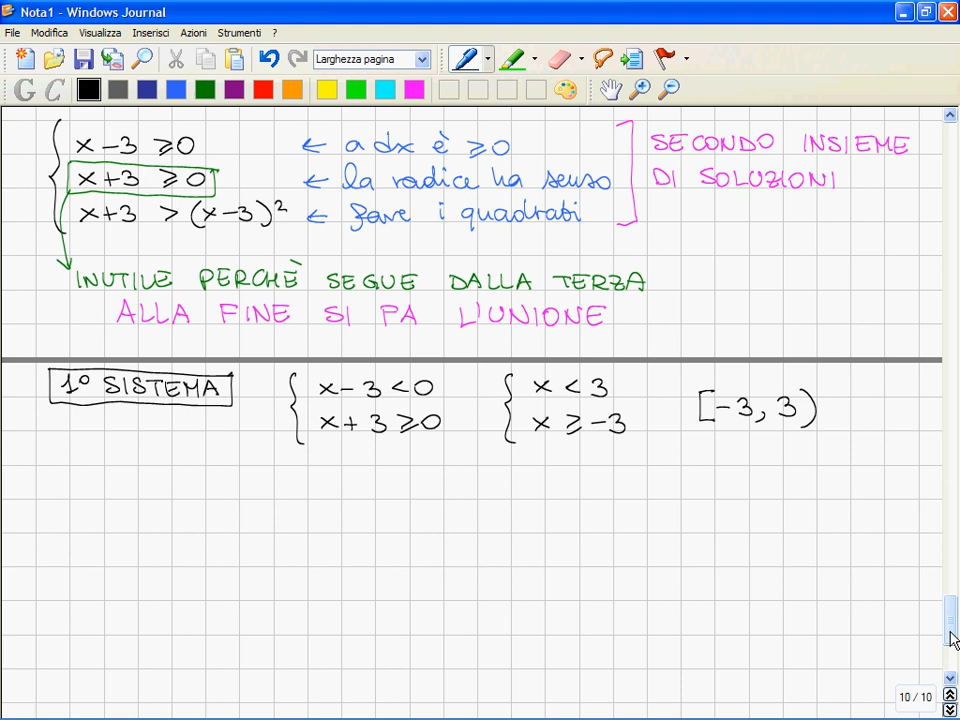 Nota1 - Windows Journal
File Modifica Visualizza Inserisci Azioni Strumenti ?
Larghezza pagina
G C
x-3 ≥0 ← a dx è ≥0
x+3 ≥0 ← la radice ha senso
x+3 > (x-3)² ← fare i quadrati
SECONDO INSIEME
DI SOLUZIONI
INUTILE PERCHÈ SEGUE DALLA TERZA
ALLA FINE SI FA L'UNIONE
1° SISTEMA { x-3<0 { x<3 [-3, 3)
x+3≥0 x≥-3
10 / 10